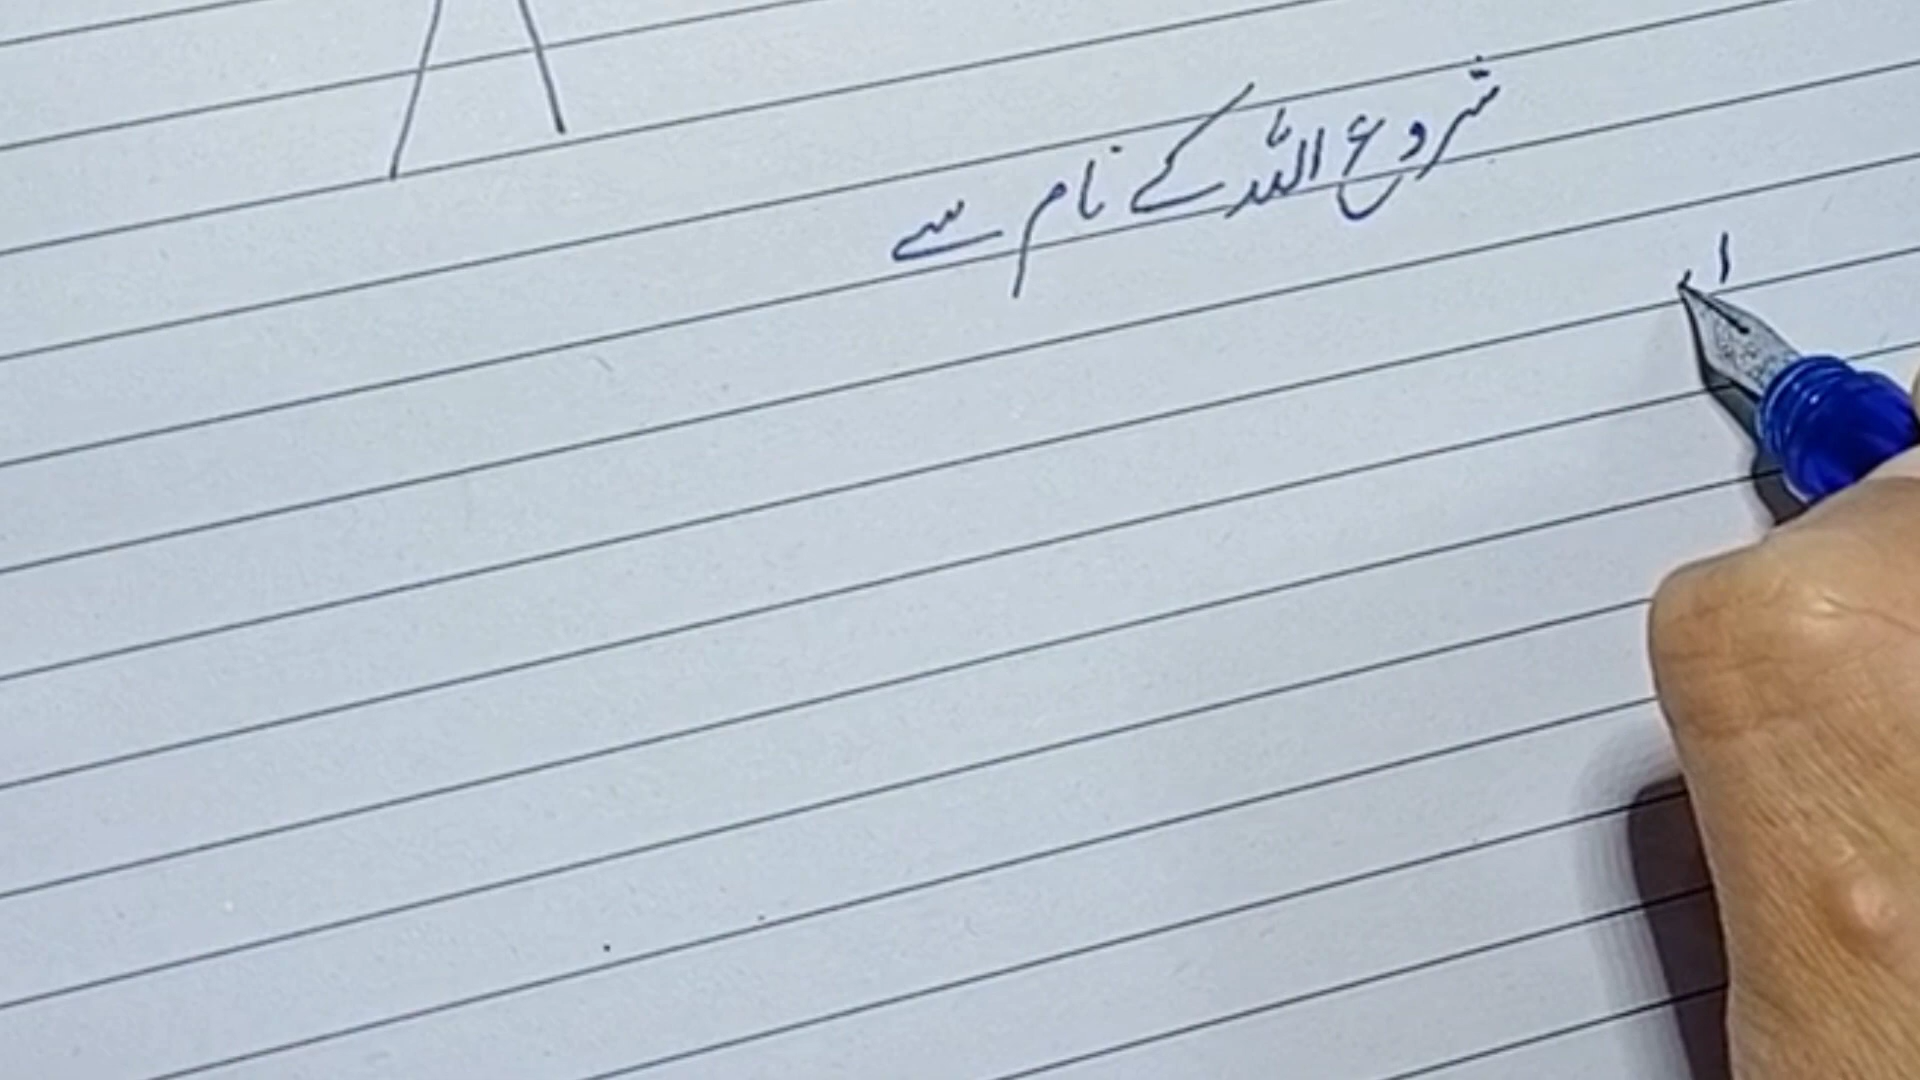 شروع اللہ کے نام سے
ا